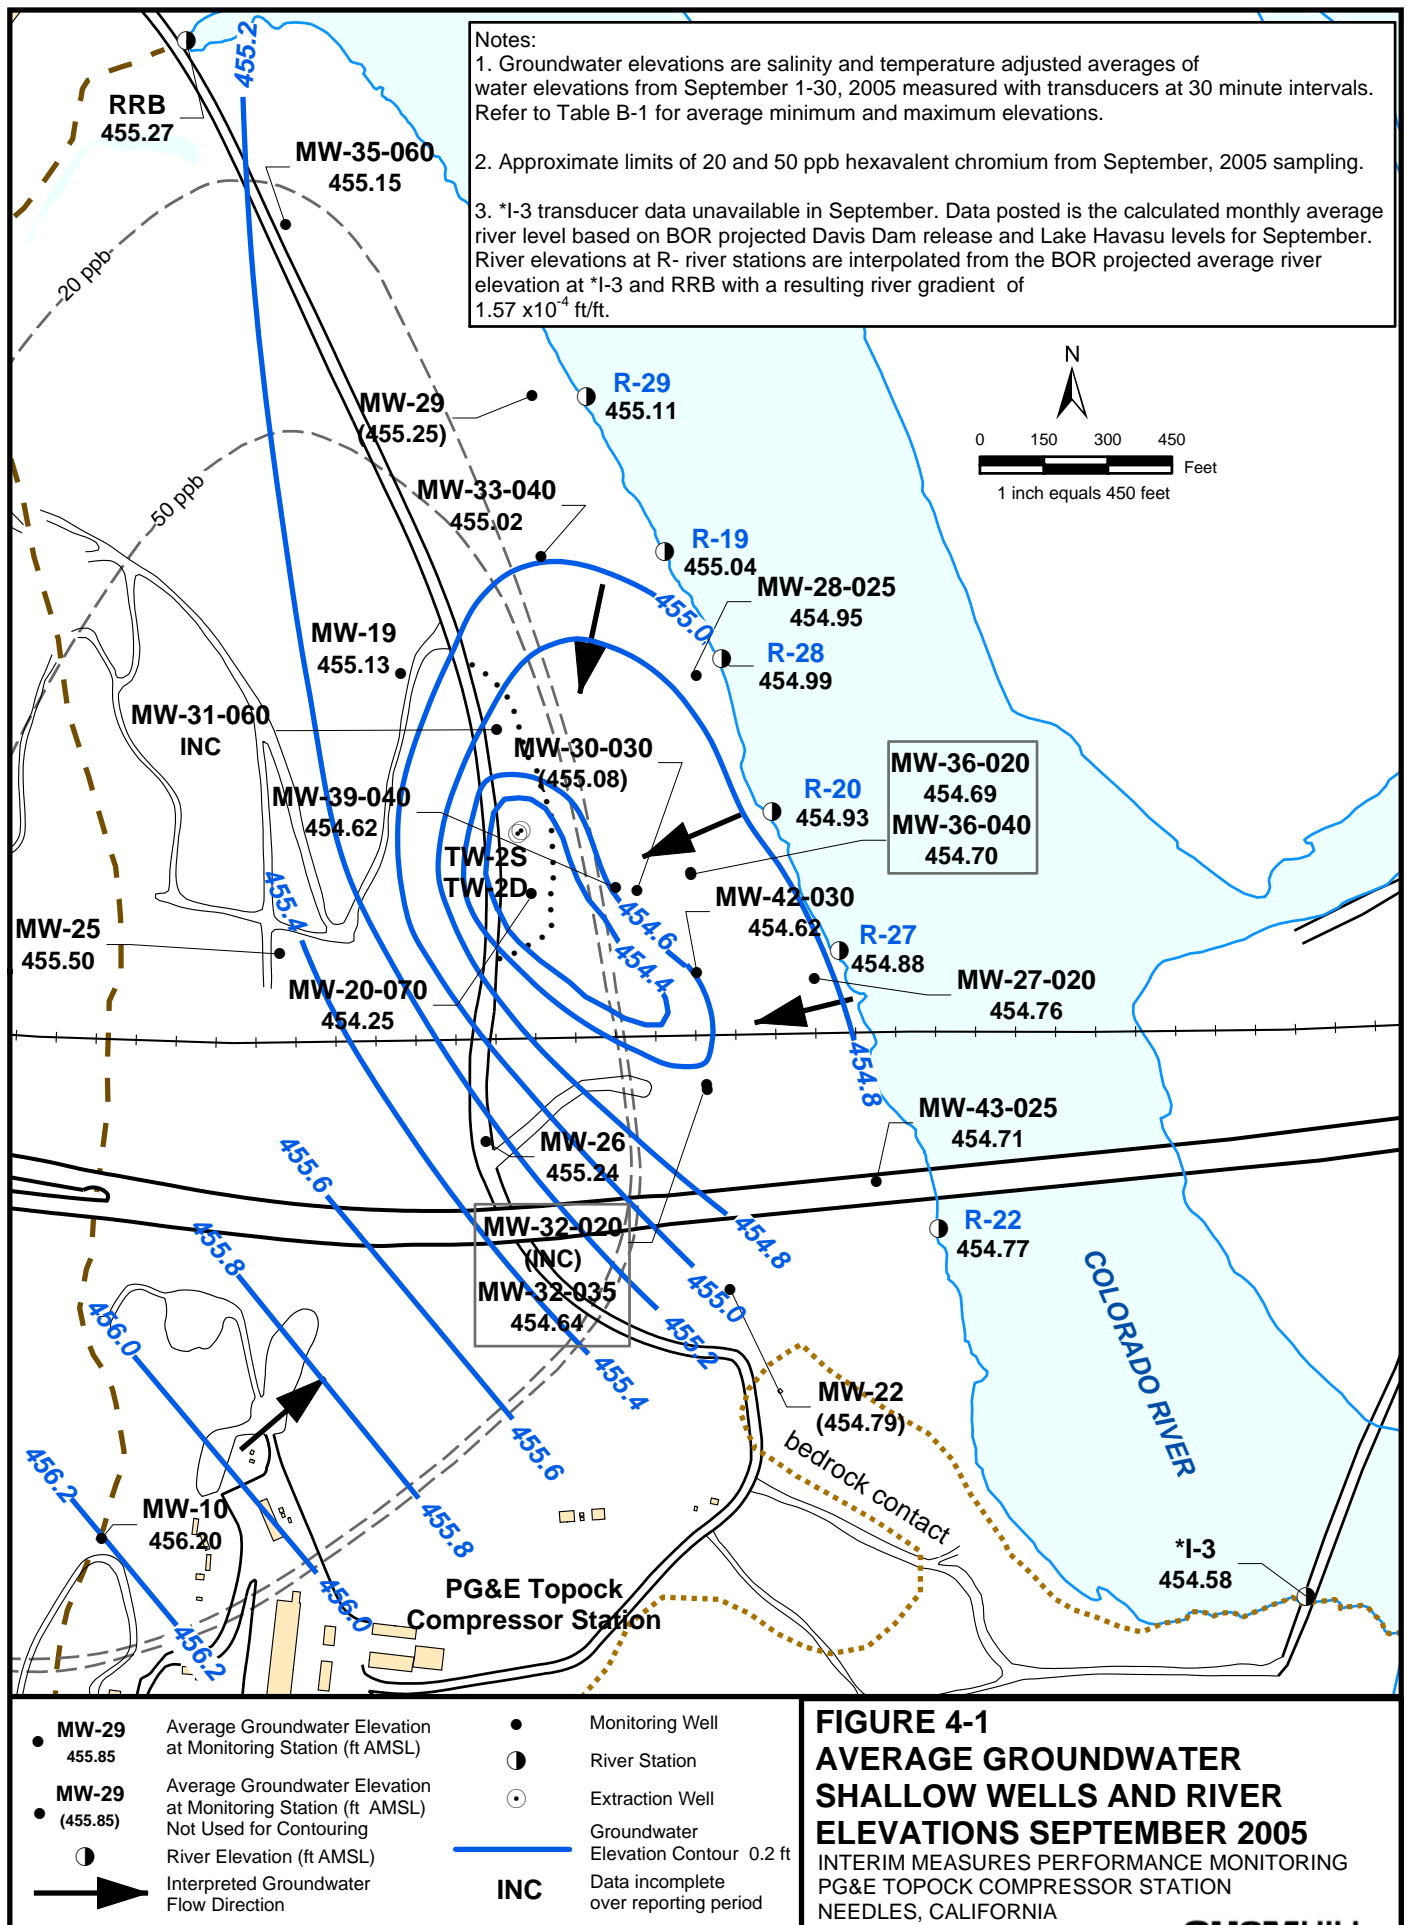 Notes:
1. Groundwater elevations are salinity and temperature adjusted averages of
water elevations from September 1-30, 2005 measured with transducers at 30 minute intervals.
Refer to Table B-1 for average minimum and maximum elevations.
2. Approximate limits of 20 and 50 ppb hexavalent chromium from September, 2005 sampling.
3. *I-3 transducer data unavailable in September. Data posted is the calculated monthly average
river level based on BOR projected Davis Dam release and Lake Havasu levels for September.
River elevations at R- river stations are interpolated from the BOR projected average river
elevation at *I-3 and RRB with a resulting river gradient of
1.57 x10-4 ft/ft.
455.2
RRB
455.27
MW-35-060
455.15
20 ppb
N
0 150 300 450
Feet
1 inch equals 450 feet
R-29
455.11
MW-29
(455.25)
50 ppb
MW-33-040
455.02
R-19
455.04
455.0
MW-28-025
454.95
MW-19
455.13
R-28
454.99
MW-31-060
INC
MW-30-030
(455.08)
MW-36-020
454.69
MW-36-040
454.70
MW-39-040
454.62
R-20
454.93
TW-2S
TW-2D
455.4
MW-42-030
454.62
454.6
454.4
MW-25
455.50
R-27
454.88
MW-20-070
454.25
MW-27-020
454.76
454.8
MW-43-025
454.71
MW-26
455.24
455.6
455.8
456.0
MW-32-020
(INC)
MW-32-035
454.64
454.8
455.0
455.2
455.4
R-22
454.77
COLORADO RIVER
MW-22
(454.79)
bedrock contact
455.6
456.2
455.8
MW-10
456.20
456.0
456.2
*I-3
454.58
PG&E Topock
Compressor Station
MW-29
455.85
Average Groundwater Elevation
at Monitoring Station (ft AMSL)
MW-29
(455.85)
Average Groundwater Elevation
at Monitoring Station (ft AMSL)
Not Used for Contouring
River Elevation (ft AMSL)
Interpreted Groundwater
Flow Direction
Monitoring Well
River Station
Extraction Well
Groundwater
Elevation Contour 0.2 ft
INC
Data incomplete
over reporting period
FIGURE 4-1
AVERAGE GROUNDWATER
SHALLOW WELLS AND RIVER
ELEVATIONS SEPTEMBER 2005
INTERIM MEASURES PERFORMANCE MONITORING
PG&E TOPOCK COMPRESSOR STATION
NEEDLES, CALIFORNIA